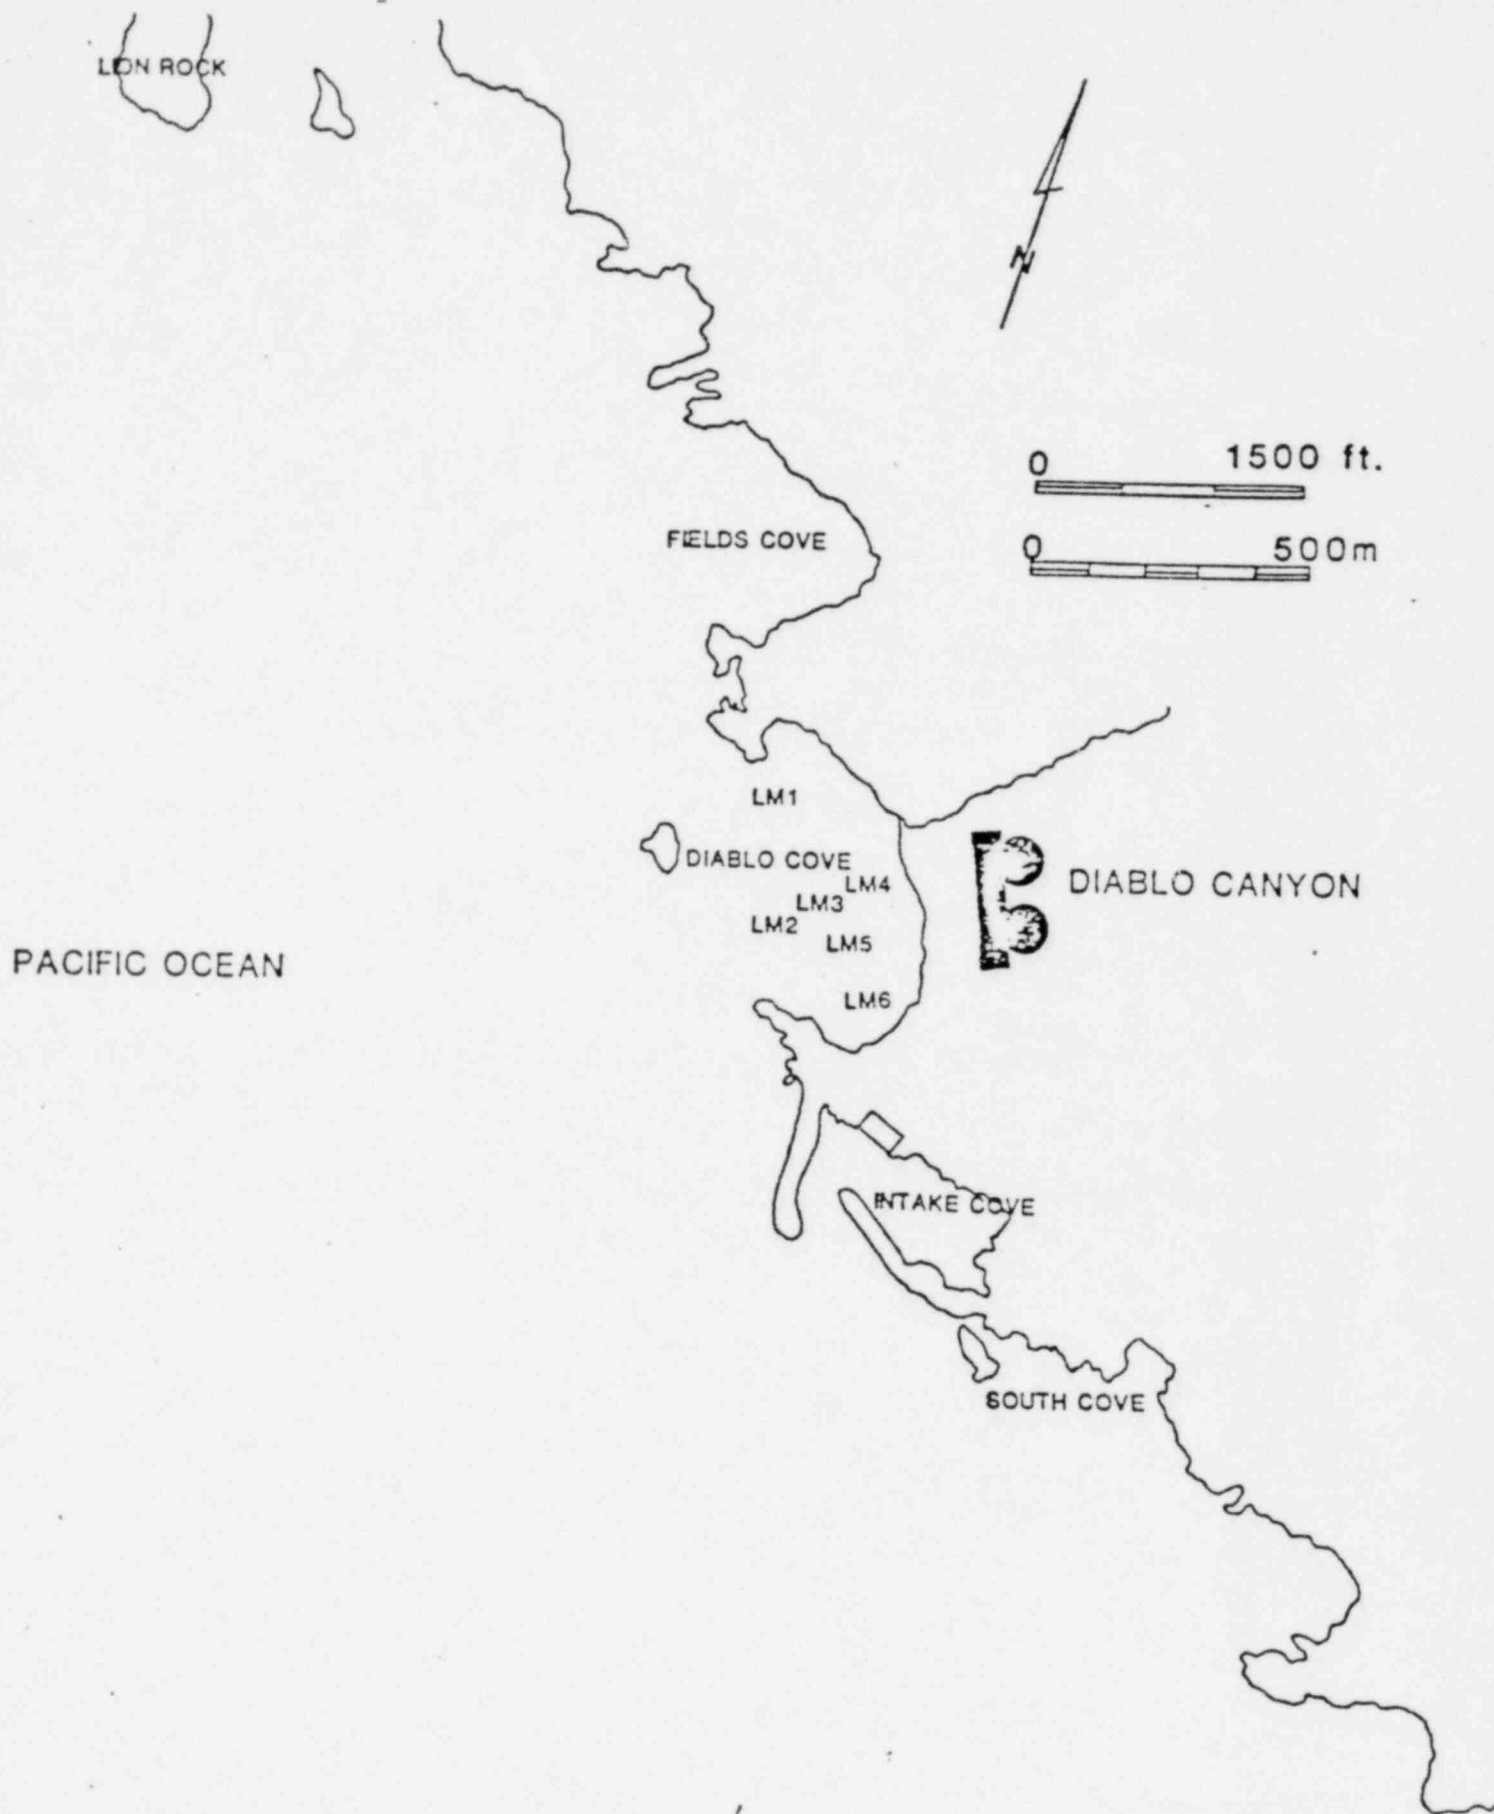 LION ROCK
N
0 1500 ft.
0 500m
FIELDS COVE
LM1
DIABLO COVE
LM4
LM3
LM2
LM5
LM6
DIABLO CANYON
PACIFIC OCEAN
INTAKE COVE
SOUTH COVE